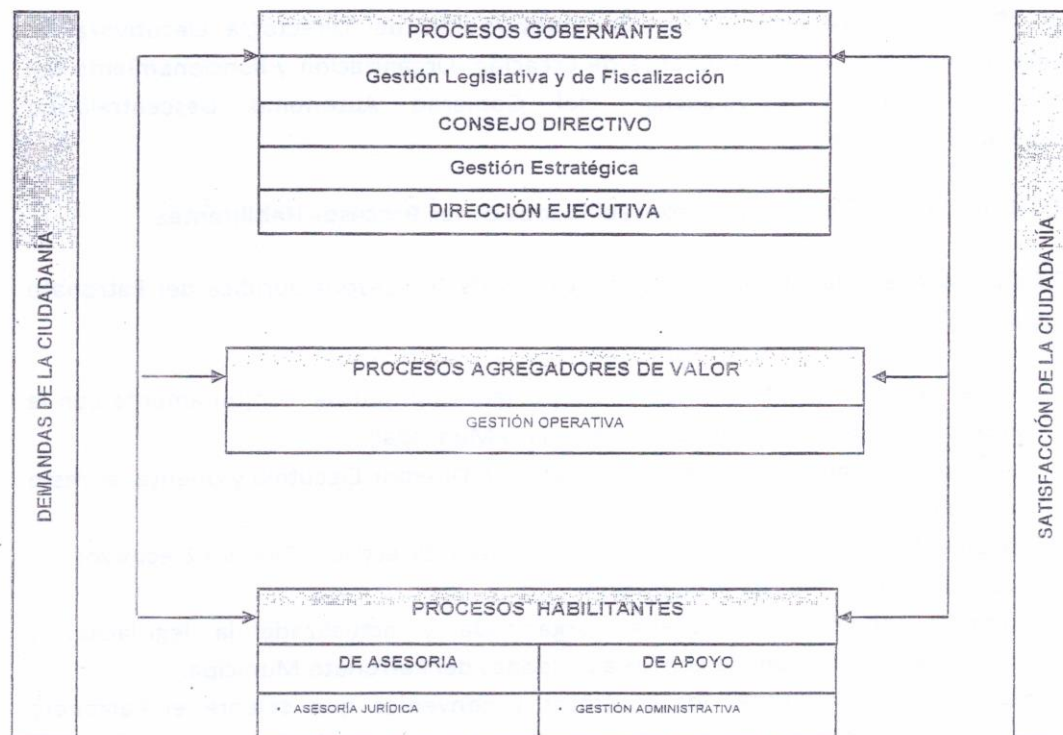 PROCESOS GOBERNANTES
Gestión Legislativa y de Fiscalización
CONSEJO DIRECTIVO
Gestión Estratégica
DIRECCIÓN EJECUTIVA
DEMANDAS DE LA CIUDADANÍA
PROCESOS AGREGADORES DE VALOR
GESTIÓN OPERATIVA
SATISFACCIÓN DE LA CIUDADANÍA
PROCESOS HABILITANTES
DE ASESORIA
DE APOYO
ASESORÍA JURÍDICA
GESTIÓN ADMINISTRATIVA